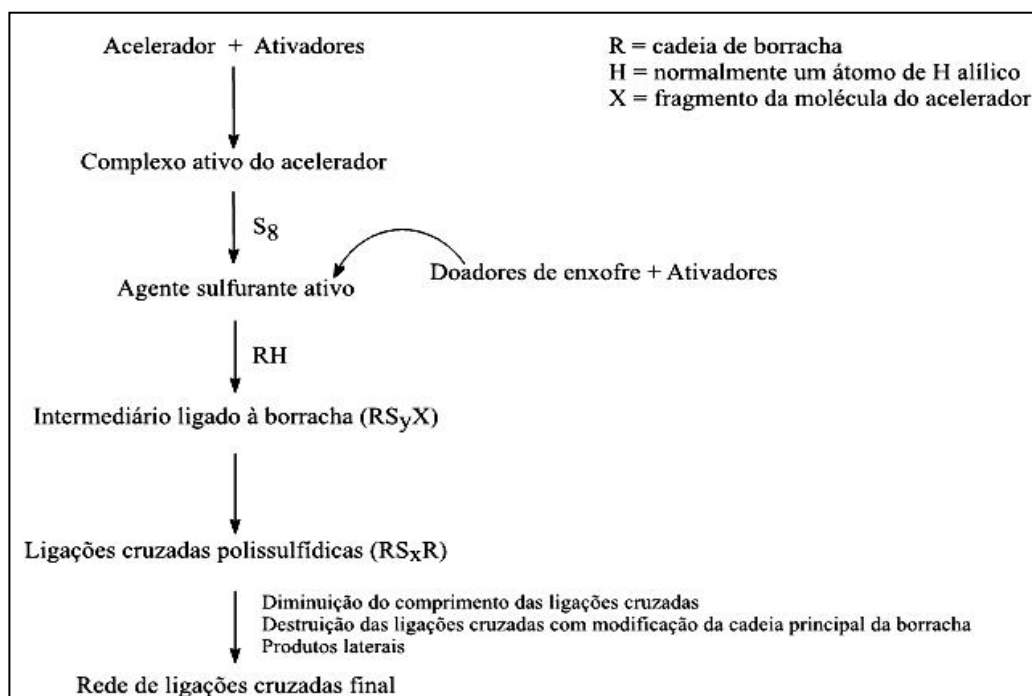 Acelerador + Ativadores
R = cadeia de borracha
H = normalmente um átomo de H alílico
X = fragmento da molécula do acelerador
Complexo ativo do acelerador
S8
Doadores de enxofre + Ativadores
Agente sulfurante ativo
RH
Intermediário ligado à borracha (RSyX)
Ligações cruzadas polissulfídicas (RSxR)
Diminuição do comprimento das ligações cruzadas
Destruição das ligações cruzadas com modificação da cadeia principal da borracha
Produtos laterais
Rede de ligações cruzadas final